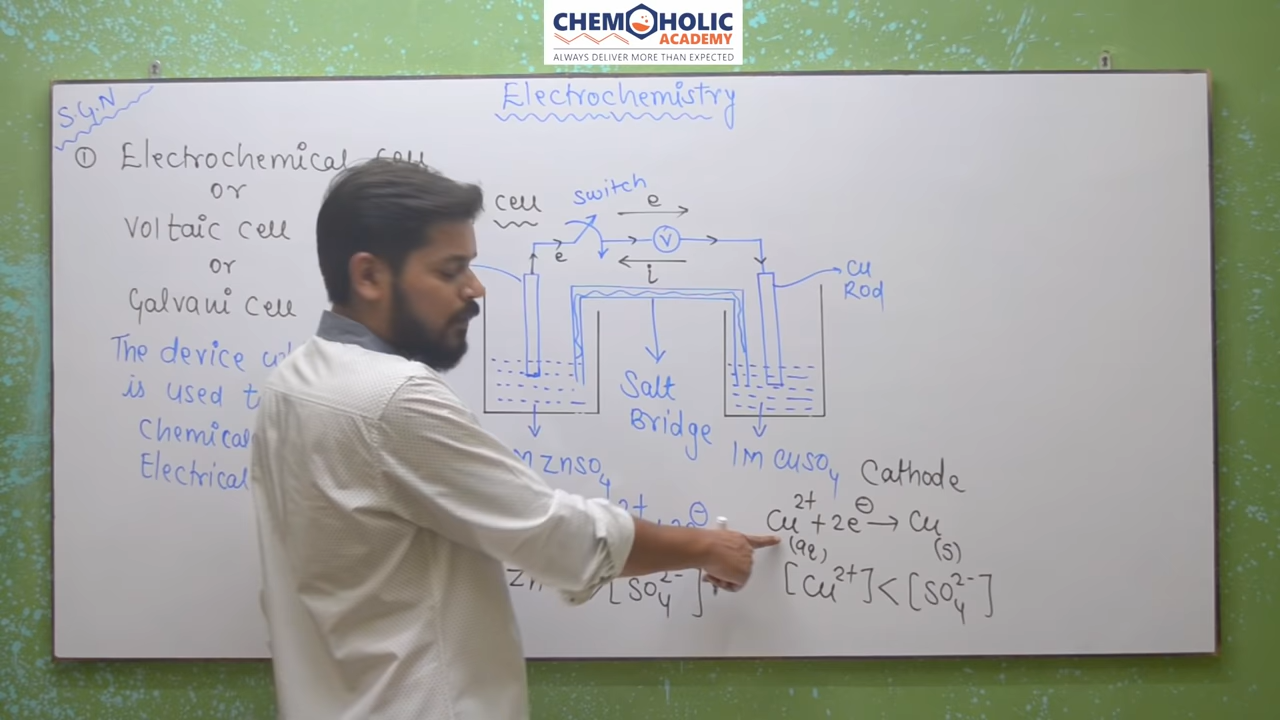 CHEMOHOLIC
ACADEMY
ALWAYS DELIVER MORE THAN EXPECTED
S.G.N
Electrochemistry
① Electrochemical cell
or
Voltaic cell
or
Galvani cell
The device
is used
Chemical
Electrical
cell
switch
e
e
V
i
Cu
Rod
Salt
Bridge
ZnSO₄
1M CuSO₄
Cathode
Cu²⁺ + 2e⊖ → Cu
(aq) (s)
[SO₄²⁻]
[Cu²⁺] < [SO₄²⁻]